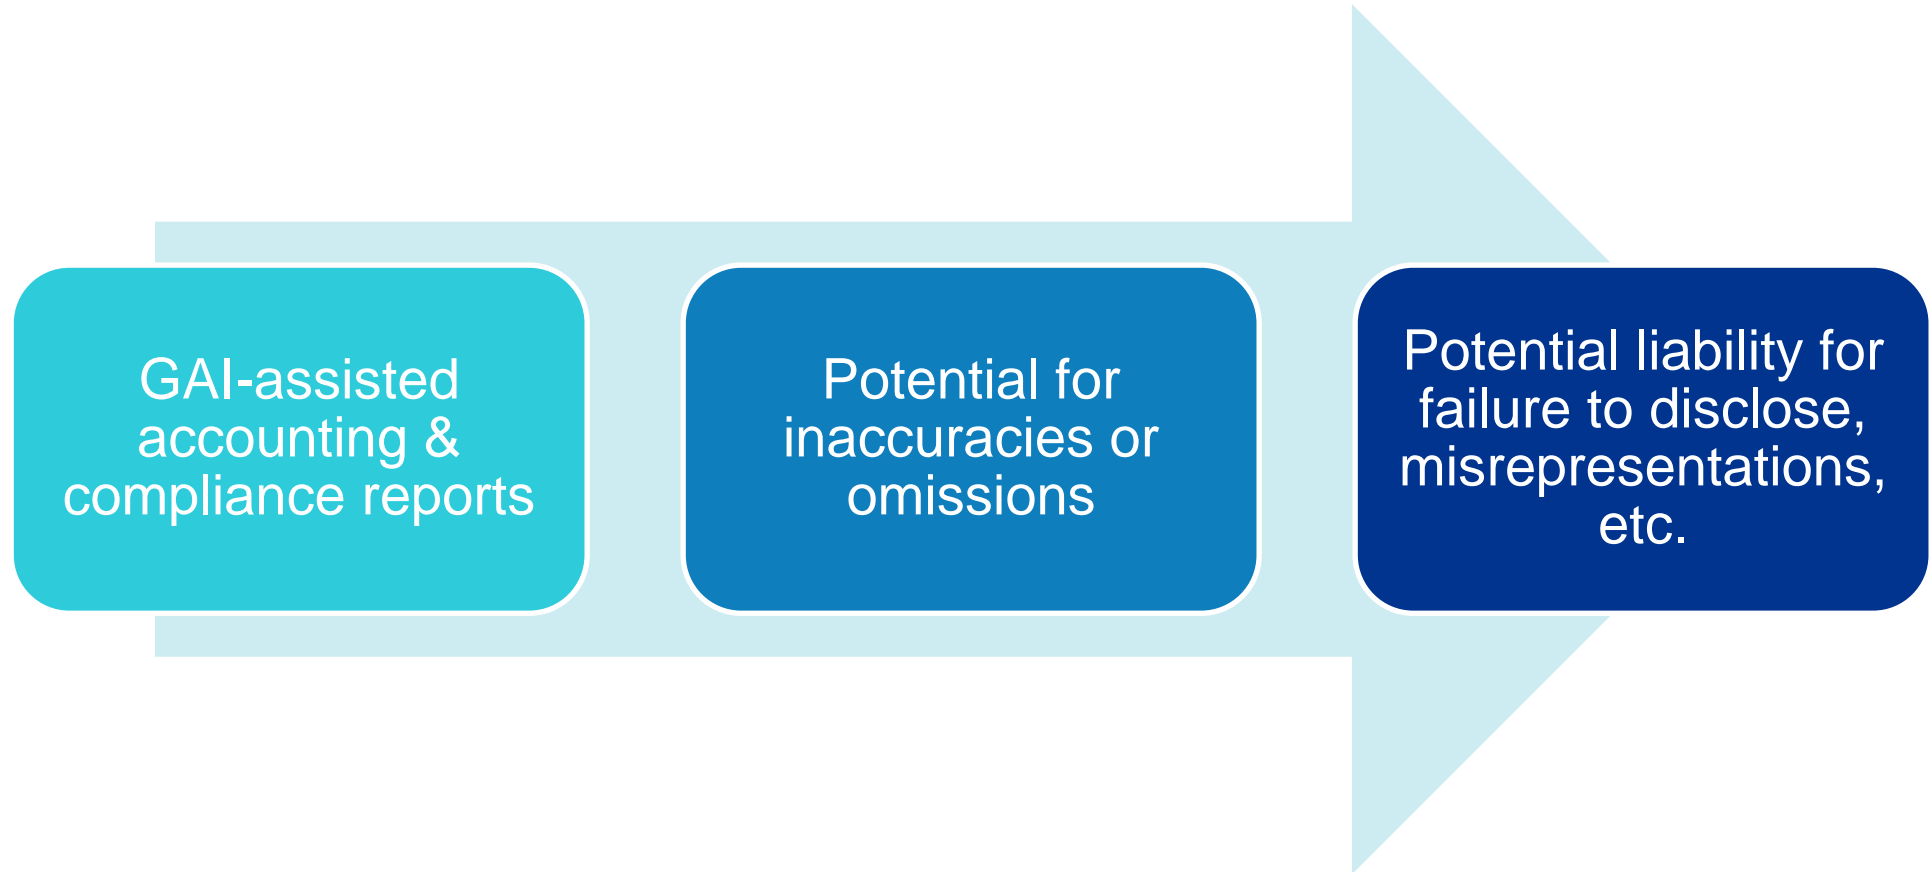 GAI-assisted
accounting &
compliance reports
Potential for
inaccuracies or
omissions
Potential liability for
failure to disclose,
misrepresentations,
etc.